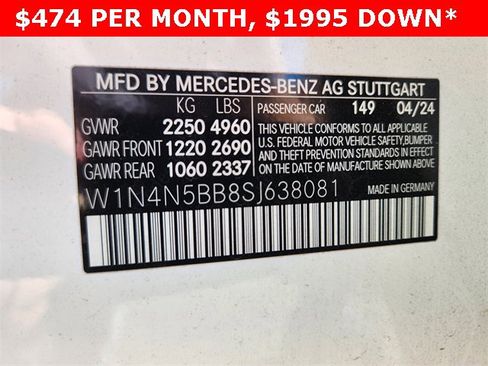 $474 PER MONTH, $1995 DOWN*
MFD BY MERCEDES-BENZ AG STUTTGART
KG LBS PASSENGER CAR 149 04/24
GVWR 2250 4960
GAWR FRONT 1220 2690
GAWR REAR 1060 2337
THIS VEHICLE CONFORMS TO ALL APPLICABLE
U.S. FEDERAL MOTOR VEHICLE SAFETY, BUMPER
AND THEFT PREVENTION STANDARDS IN EFFECT
ON THE DATE OF MANUFACTURE SHOWN ABOVE.
W1N4N5BB8SJ638081 MADE IN GERMANY